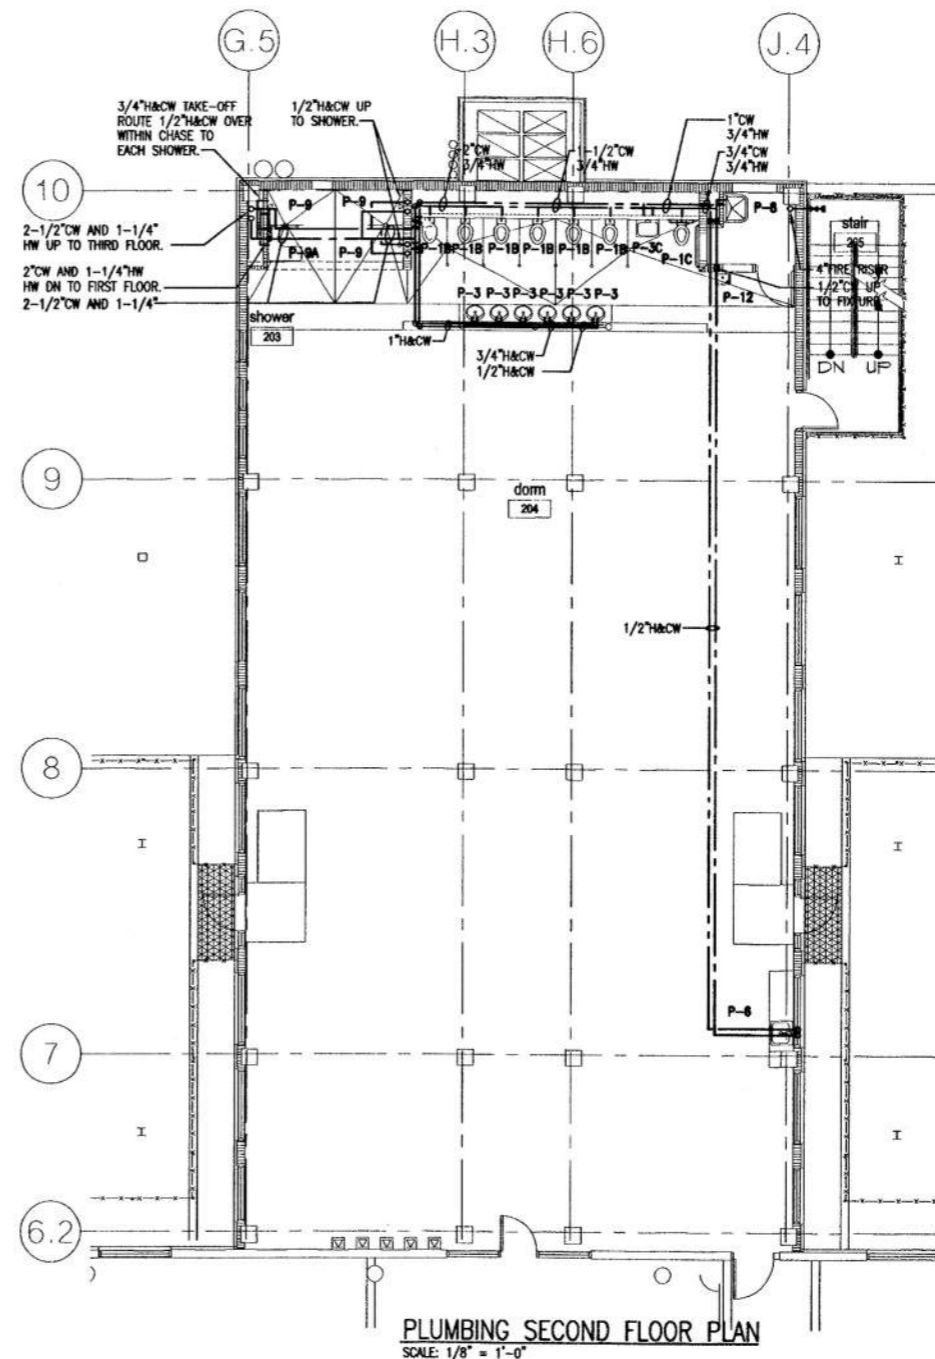 G.5
H.3
H.6
J.4
3/4"H&CW TAKE-OFF
ROUTE 1/2"H&CW OVER
WITHIN CHASE TO
EACH SHOWER.
1/2"H&CW UP
TO SHOWER.
2"CW
3/4"HW
1-1/2"CW
3/4"HW
1"CW
3/4"HW
3/4"CW
3/4"HW
10
P-9
P-9
P-9A
P-9
2-1/2"CW AND 1-1/4"
HW UP TO THIRD FLOOR.
2"CW AND 1-1/4"HW
HW DN TO FIRST FLOOR.
2-1/2"CW AND 1-1/4"
P-1B
P-1B
P-1B
P-1B
P-1B
P-1B
P-3C
P-1C
P-12
stair
205
4"FIRE RISER
1/2"CW UP
TO FIXTURE
P-3
P-3
P-3
P-3
P-3
P-3
shower
203
1"H&CW
3/4"H&CW
1/2"H&CW
DN
UP
9
dorm
204
1/2"H&CW
8
P-6
7
6.2
PLUMBING SECOND FLOOR PLAN
SCALE: 1/8" = 1'-0"